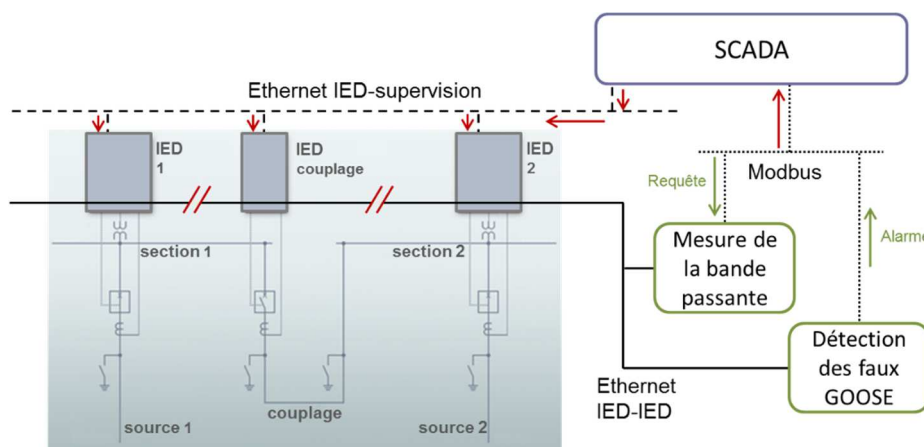 SCADA
Ethernet IED-supervision
IED
1
IED
couplage
IED
2
Requête
Modbus
Alarme
section 1
section 2
Mesure de
la bande
passante
Détection
des faux
GOOSE
Ethernet
IED-IED
couplage
source 1
source 2